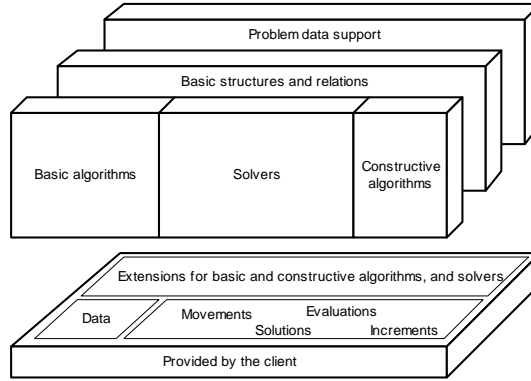 Problem data support
Basic structures and relations
Basic algorithms
Solvers
Constructive
algorithms
Extensions for basic and constructive algorithms, and solvers
Data
Movements
Evaluations
Solutions
Increments
Provided by the client